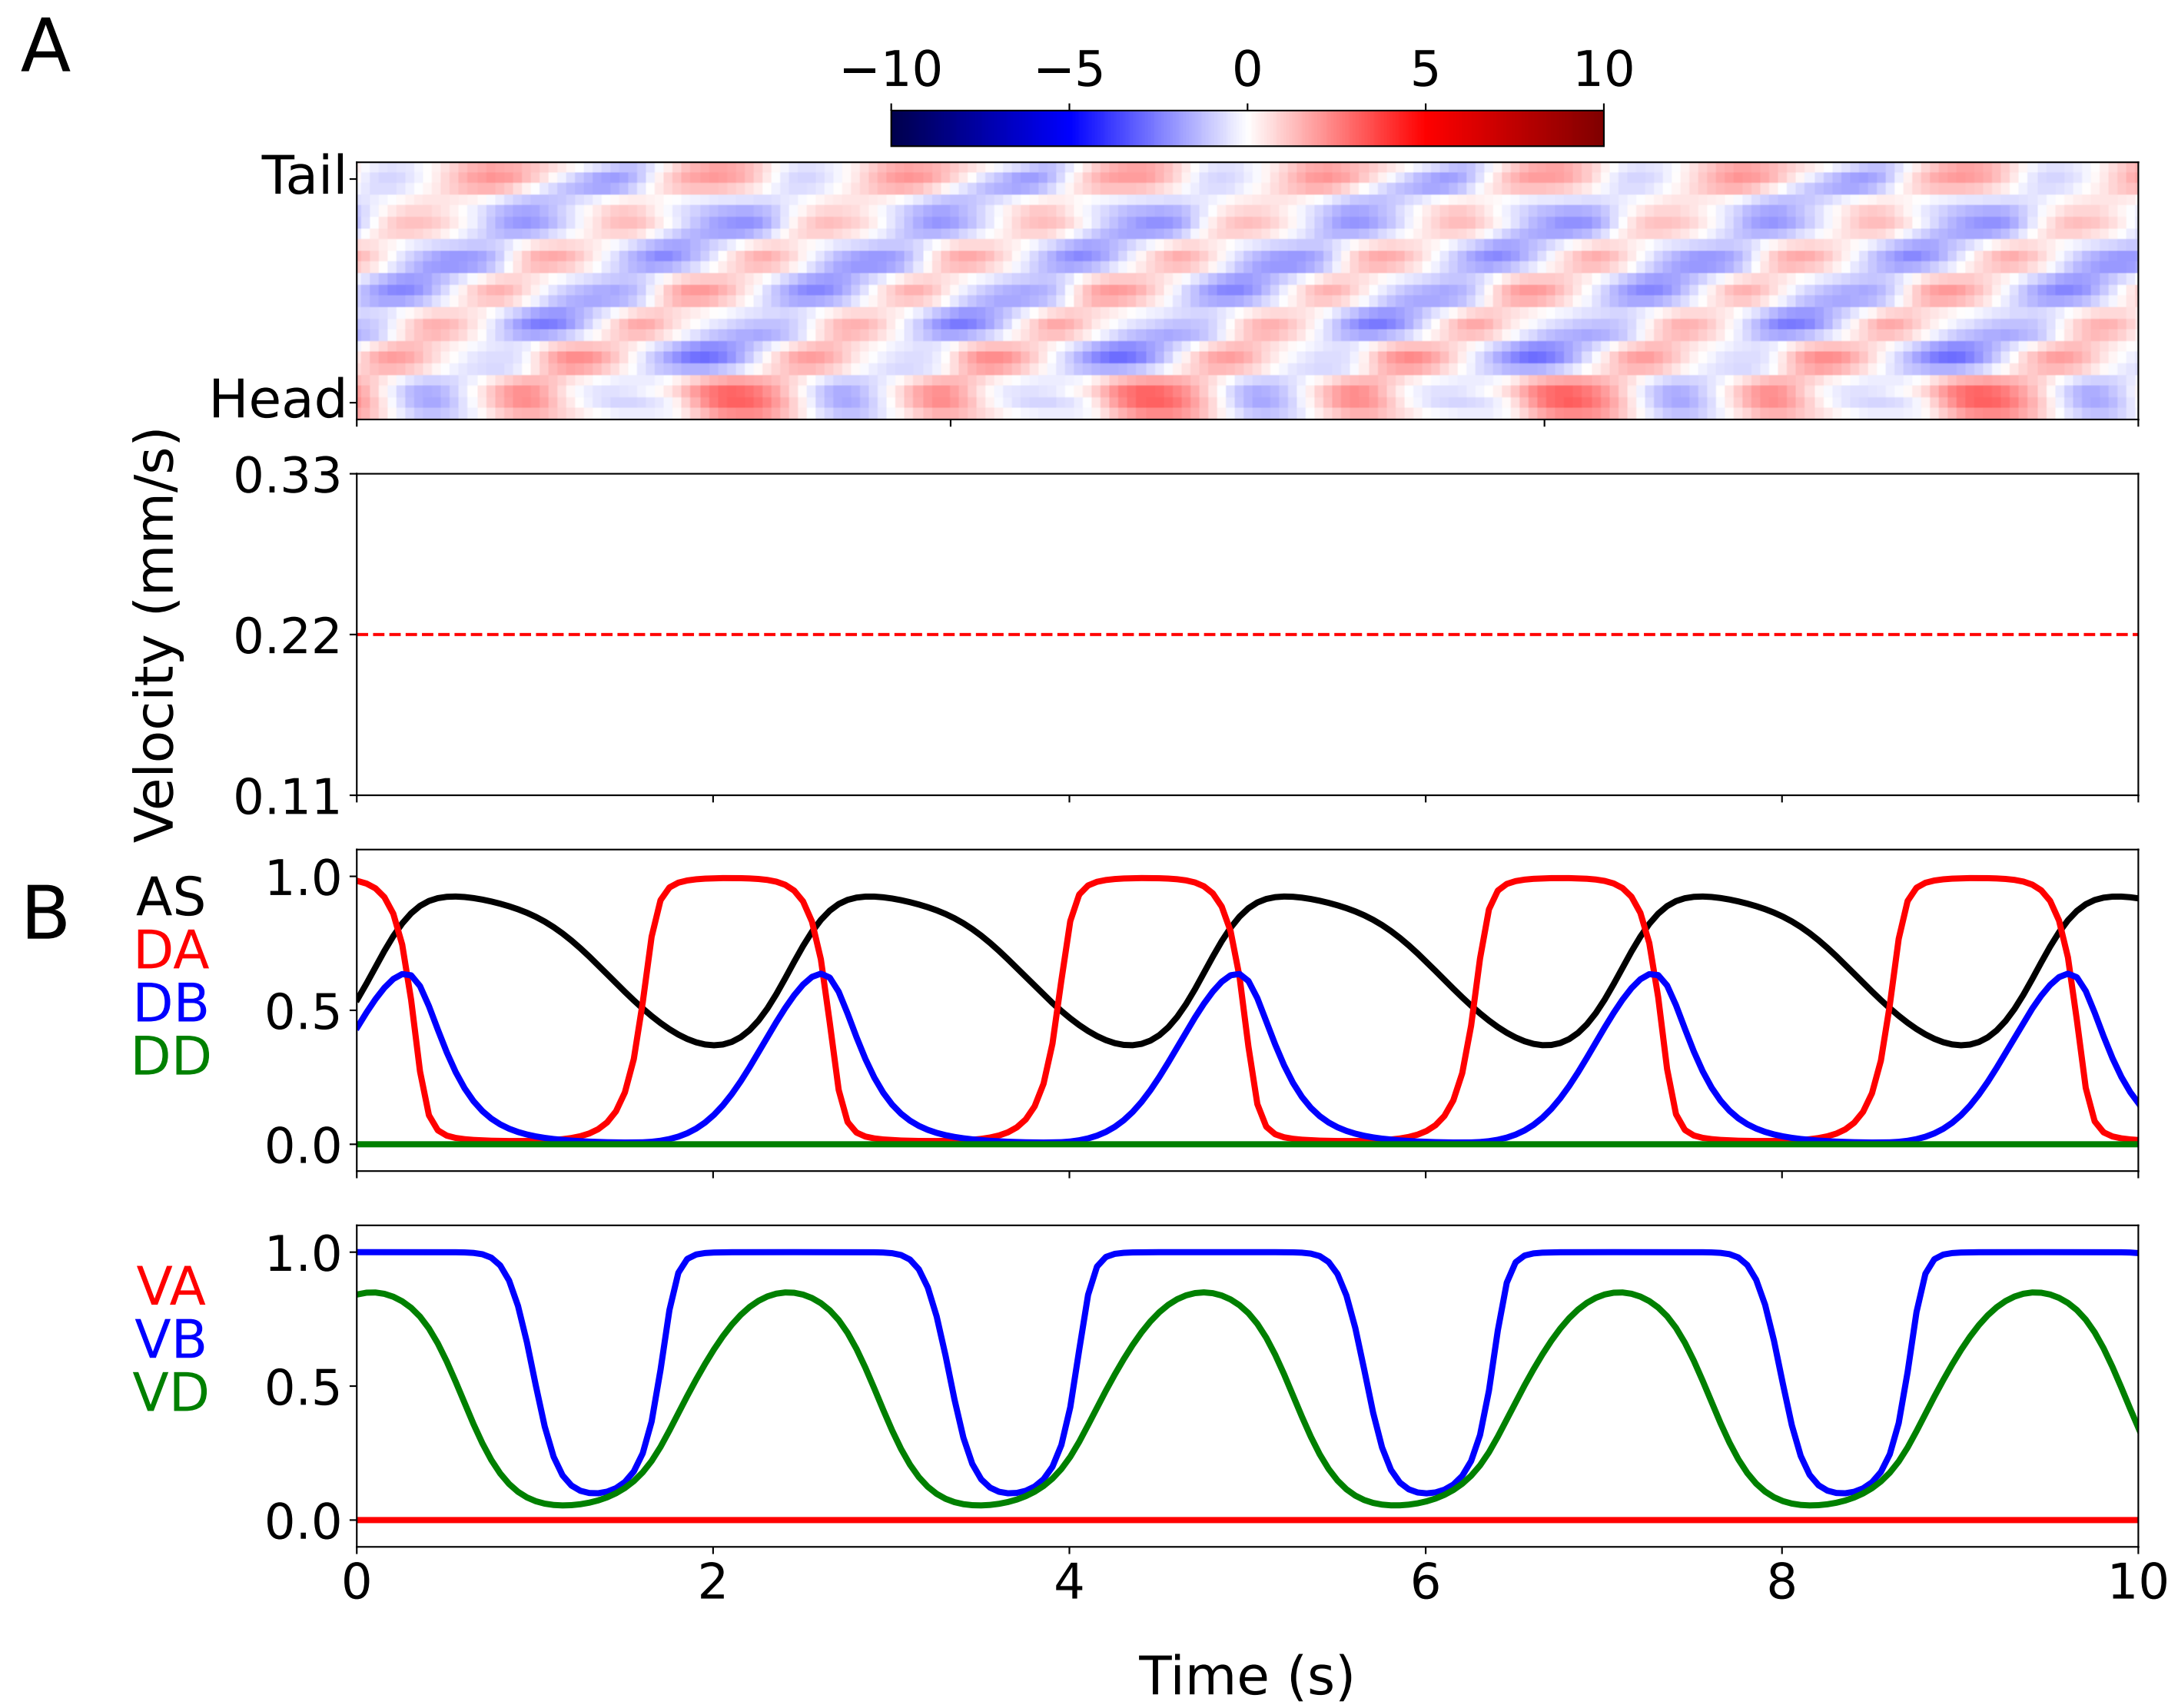 A
−10 −5 0 5 10
Tail
Head
Velocity (mm/s)
0.33
0.22
0.11
B
AS
DA
DB
DD
1.0
0.5
0.0
VA
VB
VD
1.0
0.5
0.0
0 2 4 6 8 10
Time (s)